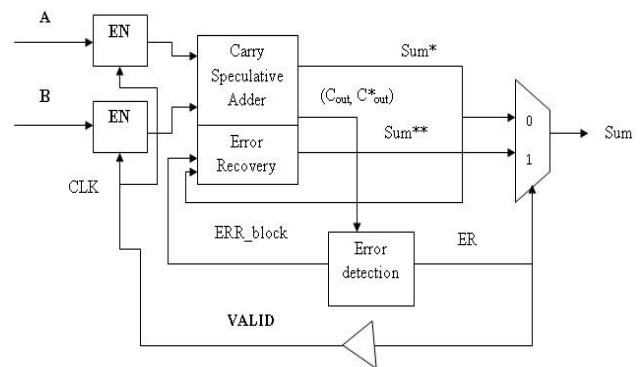 A
EN
B
EN
CLK
Carry
Speculative
Adder
Error
Recovery
Sum*
(Cout, C*out)
Sum**
0
1
Sum
ERR_block
Error
detection
ER
VALID